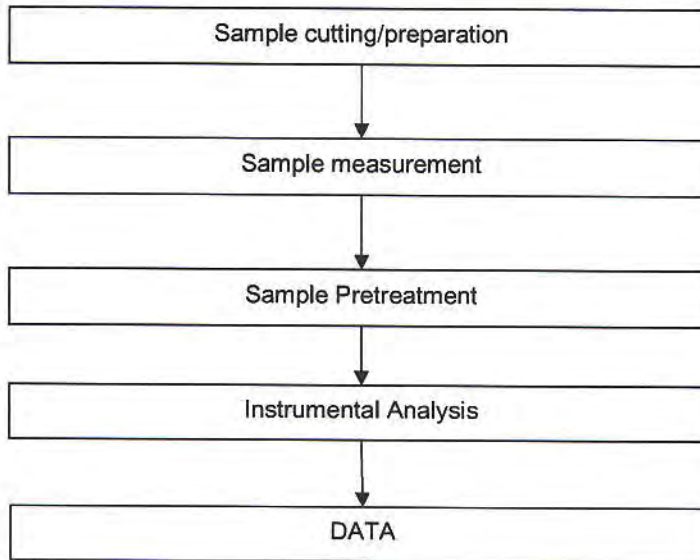 Sample cutting/preparation
Sample measurement
Sample Pretreatment
Instrumental Analysis
DATA